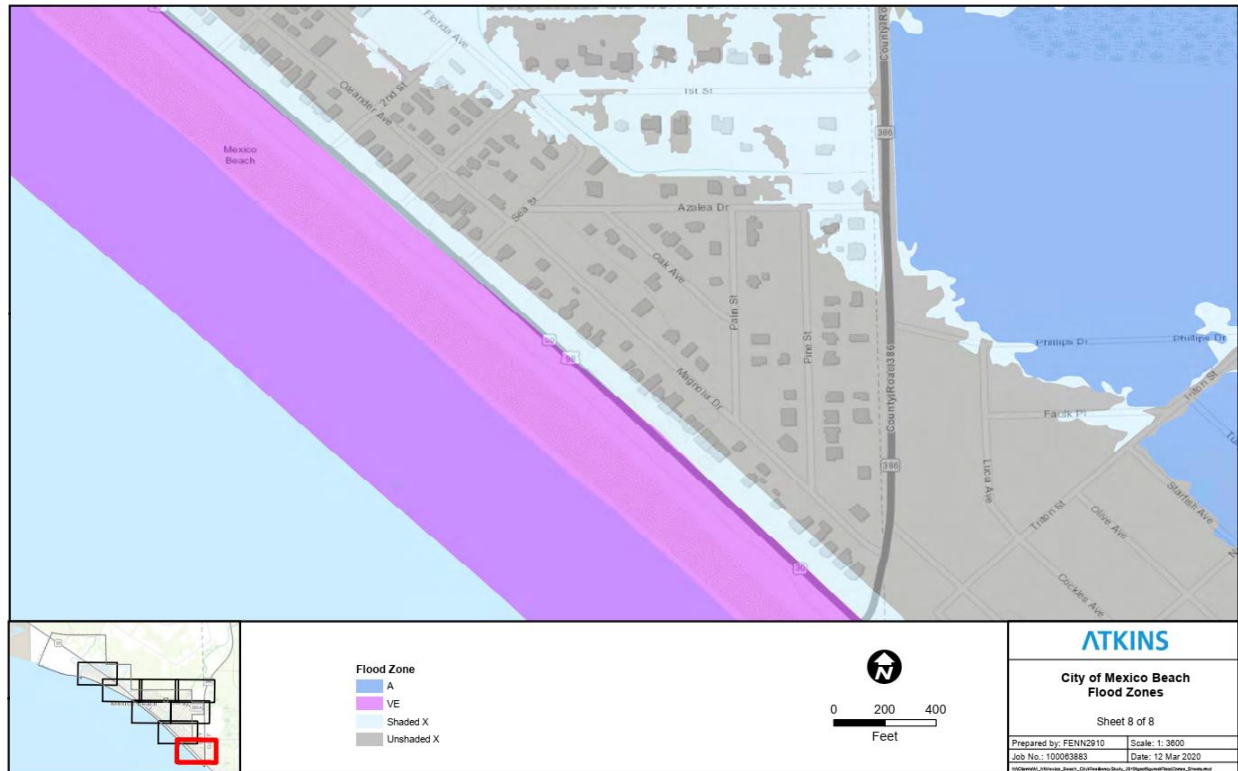 Florida Ave
2nd St
Oleander Ave
1st St
County Roa
386
Mexico
Beach
Sea St
Azalea Dr
Oak Ave
Palm St
Pine St
Phillips Dr
Phillips Dr
Triton St
98
Magnolia Dr
CountyRoad386
Faulk Pl
386
Luca Ave
Starfish Ave
Triton St
Olive Ave
30
Cockles Ave
Flood Zone
A
VE
Shaded X
Unshaded X
N
0 200 400
Feet
ATKINS
City of Mexico Beach
Flood Zones
Sheet 8 of 8
Prepared by: FENN2910
Scale: 1: 3600
Job No.: 100063883
Date: 12 Mar 2020